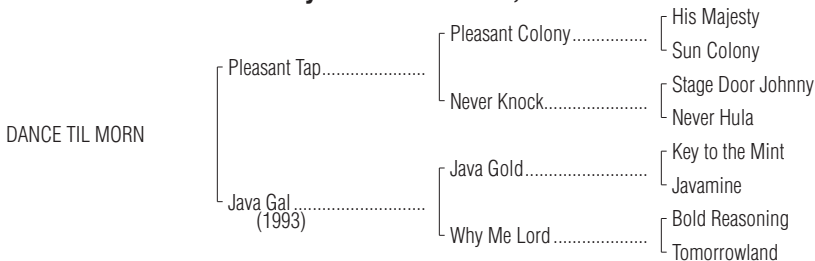 His Majesty
Pleasant Colony................
Sun Colony
Pleasant Tap......................
Stage Door Johnny
Never Knock......................
Never Hula
DANCE TIL MORN
Key to the Mint
Java Gold..........................
Javamine
Java Gal ............................
(1993)
Bold Reasoning
Why Me Lord ....................
Tomorrowland